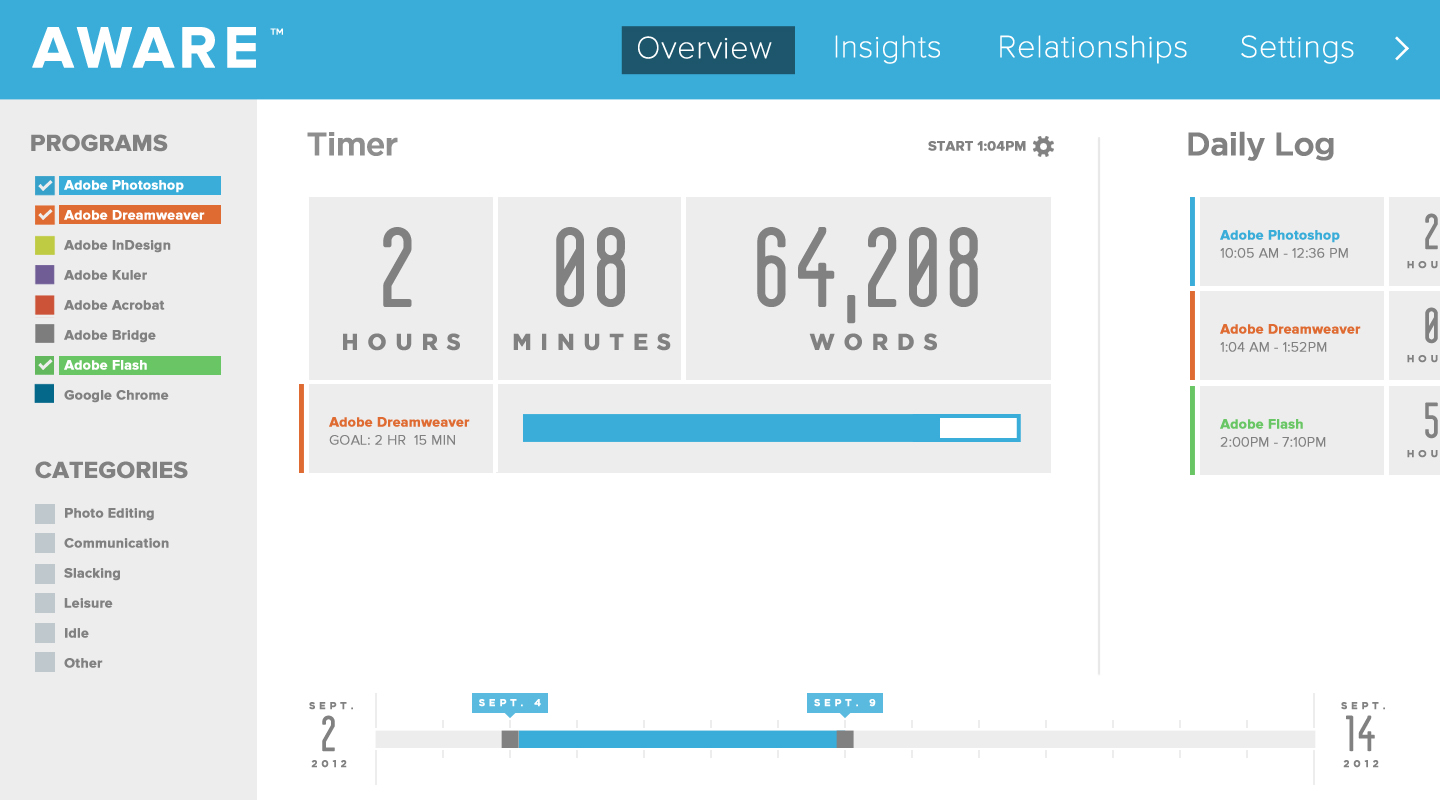 AWARE™
Overview Insights Relationships Settings
PROGRAMS
Adobe Photoshop
Adobe Dreamweaver
Adobe InDesign
Adobe Kuler
Adobe Acrobat
Adobe Bridge
Adobe Flash
Google Chrome
CATEGORIES
Photo Editing
Communication
Slacking
Leisure
Idle
Other
Timer
START 1:04PM
2
HOURS
08
MINUTES
64,208
WORDS
Adobe Dreamweaver
GOAL: 2 HR 15 MIN
Daily Log
Adobe Photoshop
10:05 AM - 12:36 PM
2
HOU
Adobe Dreamweaver
1:04 AM - 1:52PM
0
HOU
Adobe Flash
2:00PM - 7:10PM
5
HOU
SEPT.
2
2012
SEPT. 4
SEPT. 9
SEPT.
14
2012